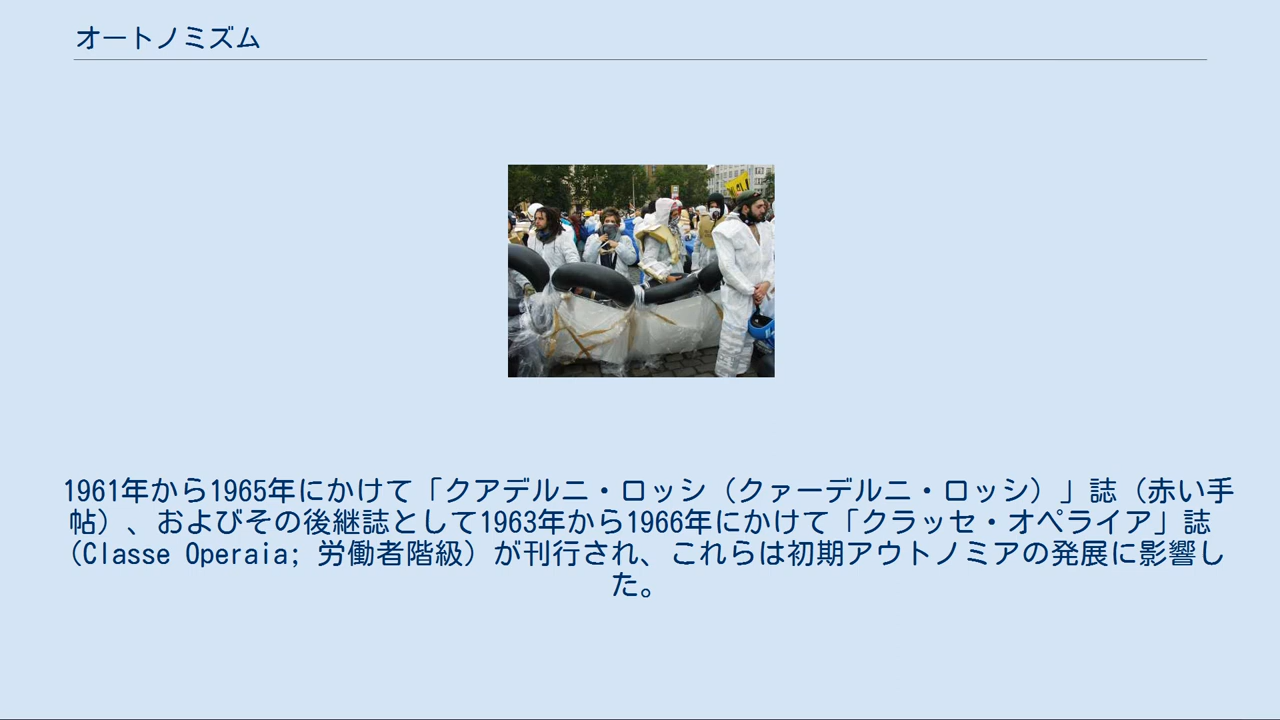 オートノミズム
1961年から1965年にかけて「クアデルニ・ロッシ（クァーデルニ・ロッシ）」誌（赤い手
帖）、およびその後継誌として1963年から1966年にかけて「クラッセ・オペライア」誌
（Classe Operaia; 労働者階級）が刊行され、これらは初期アウトノミアの発展に影響し
た。